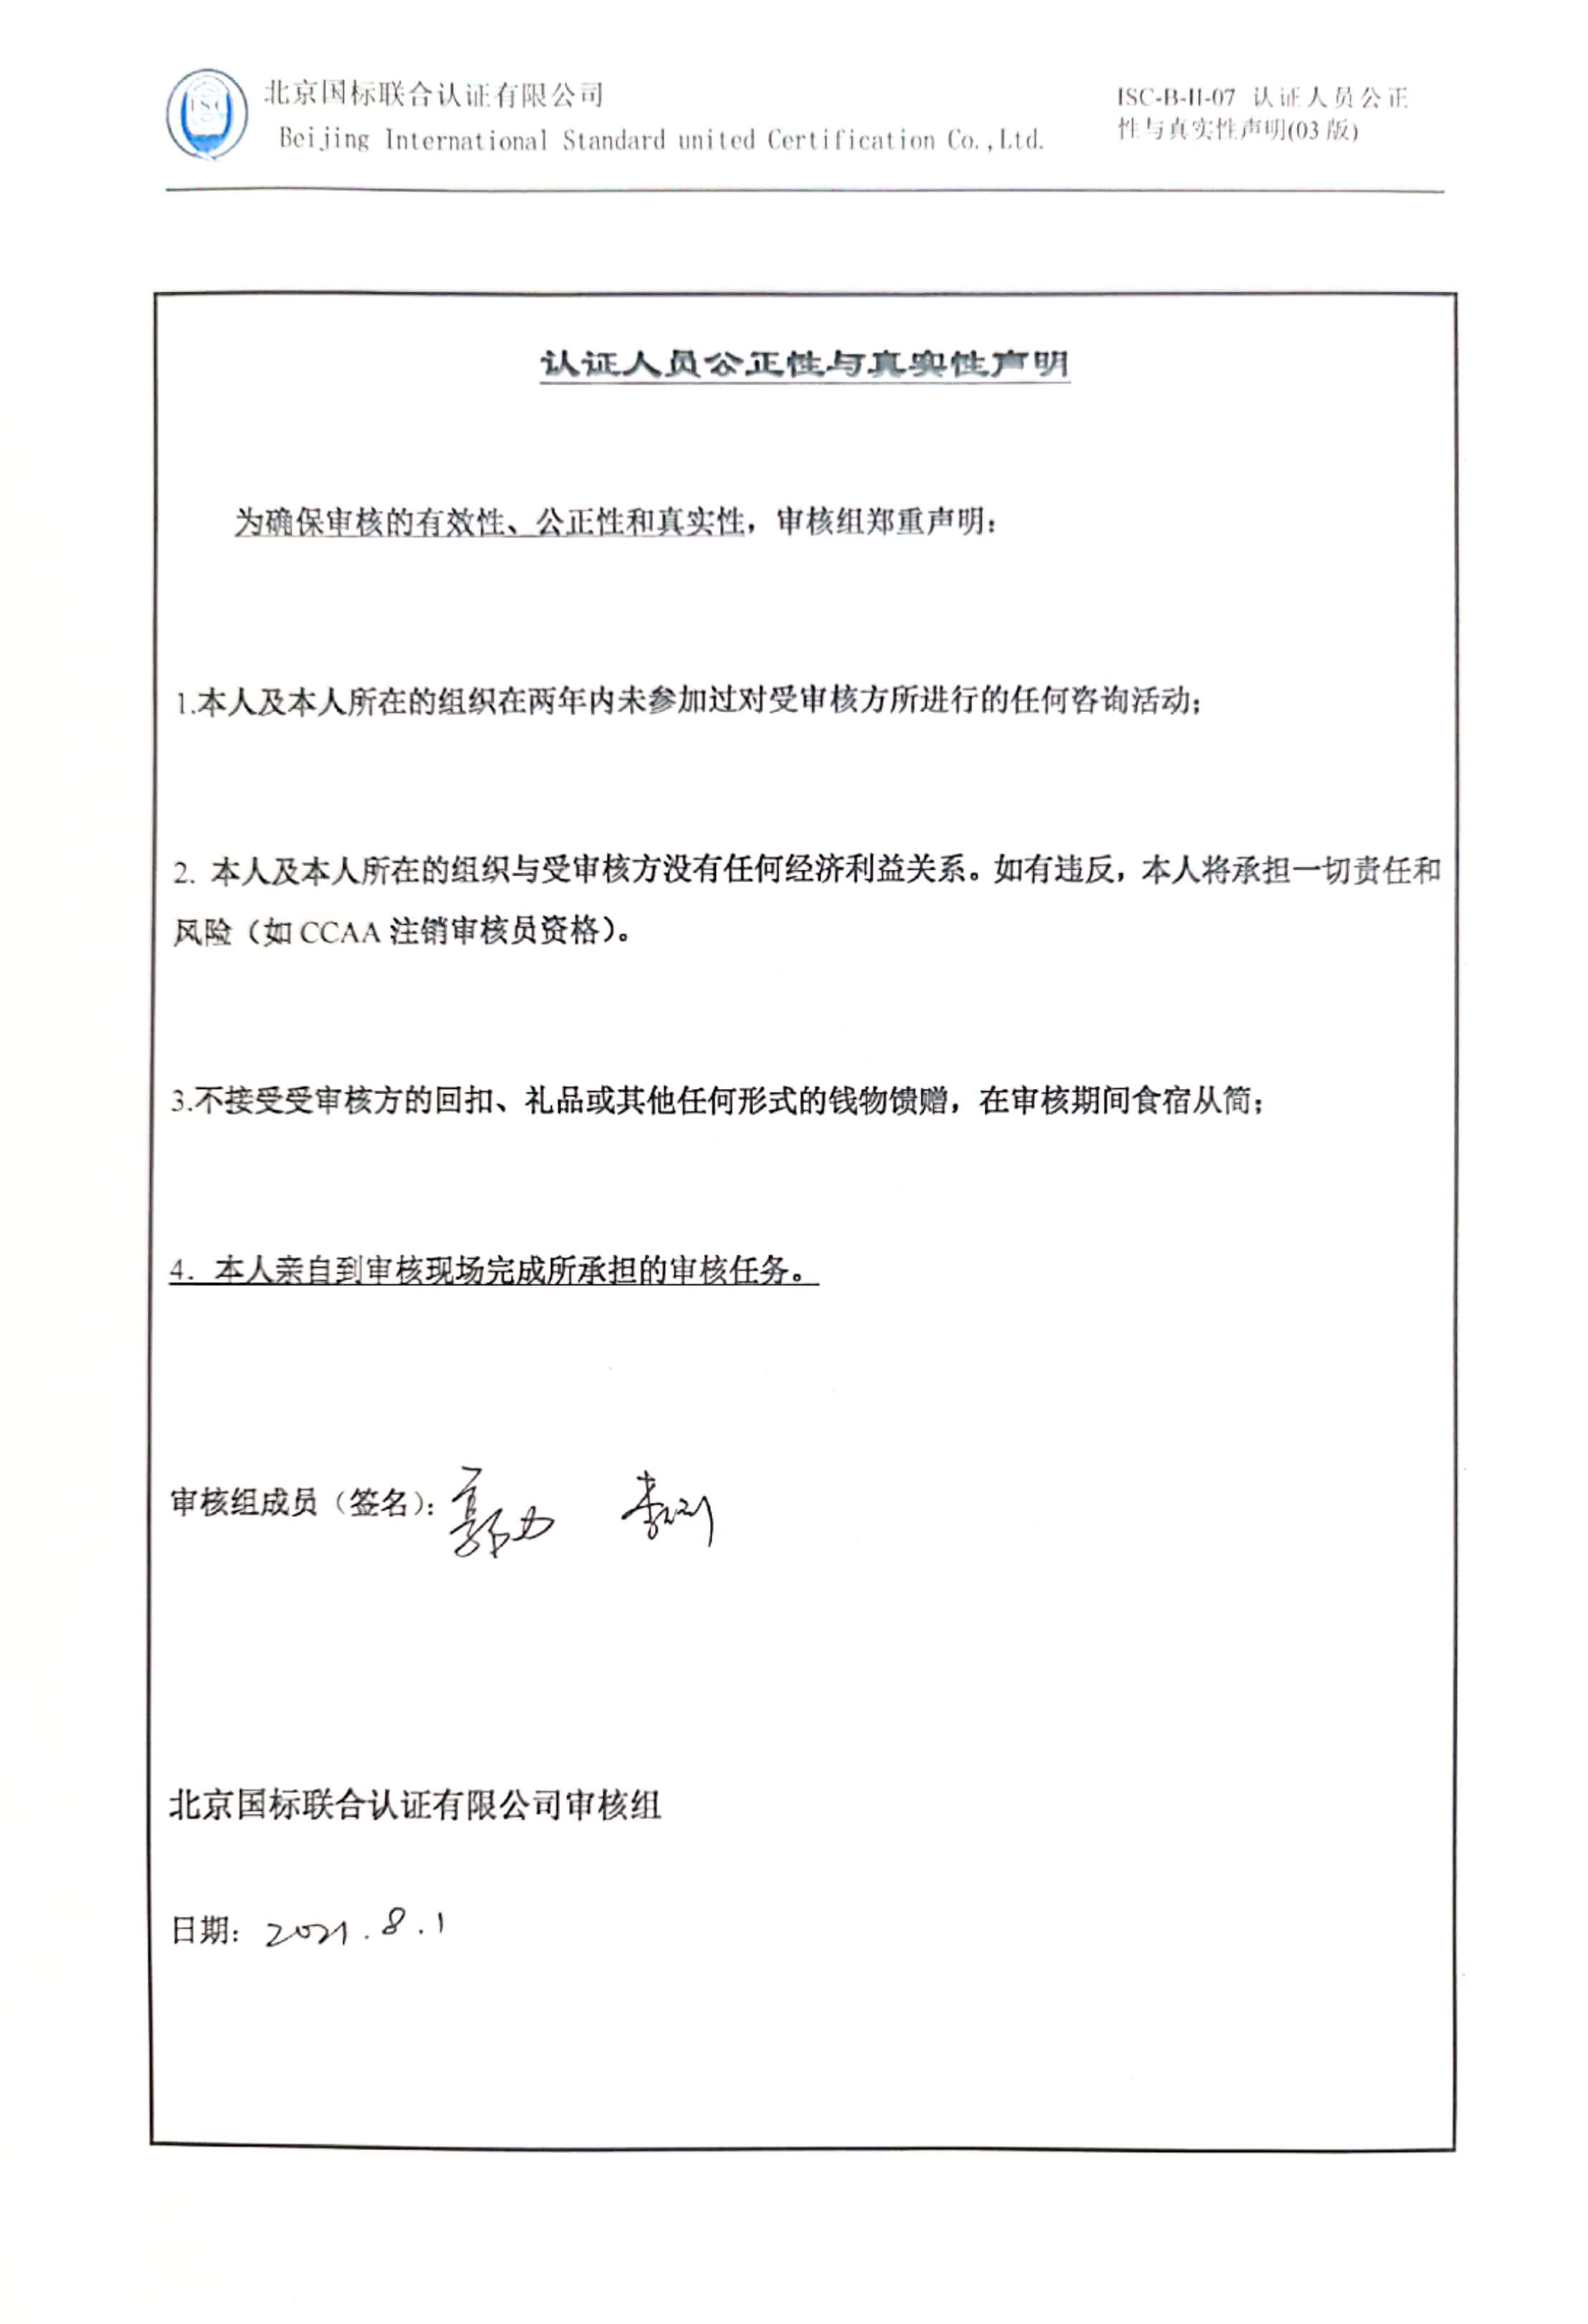 北京国标联合认证有限公司
Beijing International Standard united Certification Co.,Ltd.
ISC-B-II-07 认证人员公正
性与真实性声明(03版)
ISC
认证人员公正性与真实性声明
为确保审核的有效性、公正性和真实性，审核组郑重声明：
1.本人及本人所在的组织在两年内未参加过对受审核方所进行的任何咨询活动；
2. 本人及本人所在的组织与受审核方没有任何经济利益关系。如有违反，本人将承担一切责任和
风险（如 CCAA 注销审核员资格）。
3.不接受受审核方的回扣、礼品或其他任何形式的钱物馈赠，在审核期间食宿从简；
4. 本人亲自到审核现场完成所承担的审核任务。
审核组成员（签名）：郭力
北京国标联合认证有限公司审核组
日期：2021.8.1